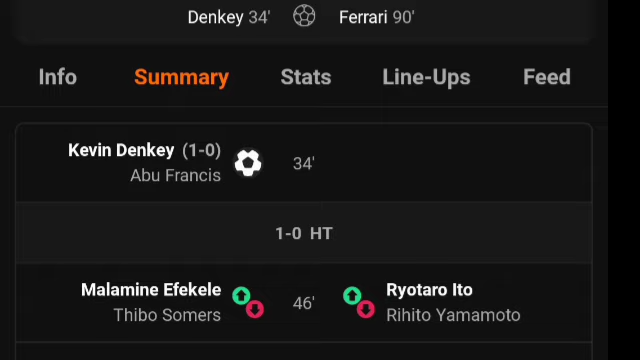 Denkey 34' Ferrari 90'
Info Summary Stats Line-Ups Feed
Kevin Denkey (1-0)
Abu Francis
34'
1-0 HT
Malamine Efekele
Thibo Somers
46'
Ryotaro Ito
Rihito Yamamoto